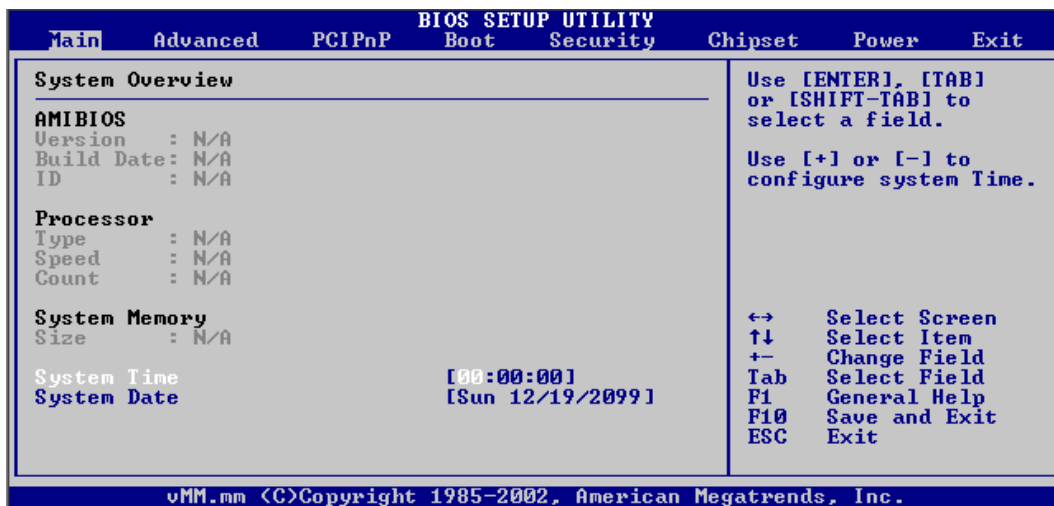 BIOS SETUP UTILITY
Main Advanced PCIPnP Boot Security Chipset Power Exit
System Overview
AMIBIOS
Version : N/A
Build Date: N/A
ID : N/A
Processor
Type : N/A
Speed : N/A
Count : N/A
System Memory
Size : N/A
System Time [00:00:00]
System Date [Sun 12/19/2099]
Use [ENTER], [TAB]
or [SHIFT-TAB] to
select a field.
Use [+] or [-] to
configure system Time.
←→ Select Screen
↑↓ Select Item
+- Change Field
Tab Select Field
F1 General Help
F10 Save and Exit
ESC Exit
vMM.mm (C)Copyright 1985-2002, American Megatrends, Inc.